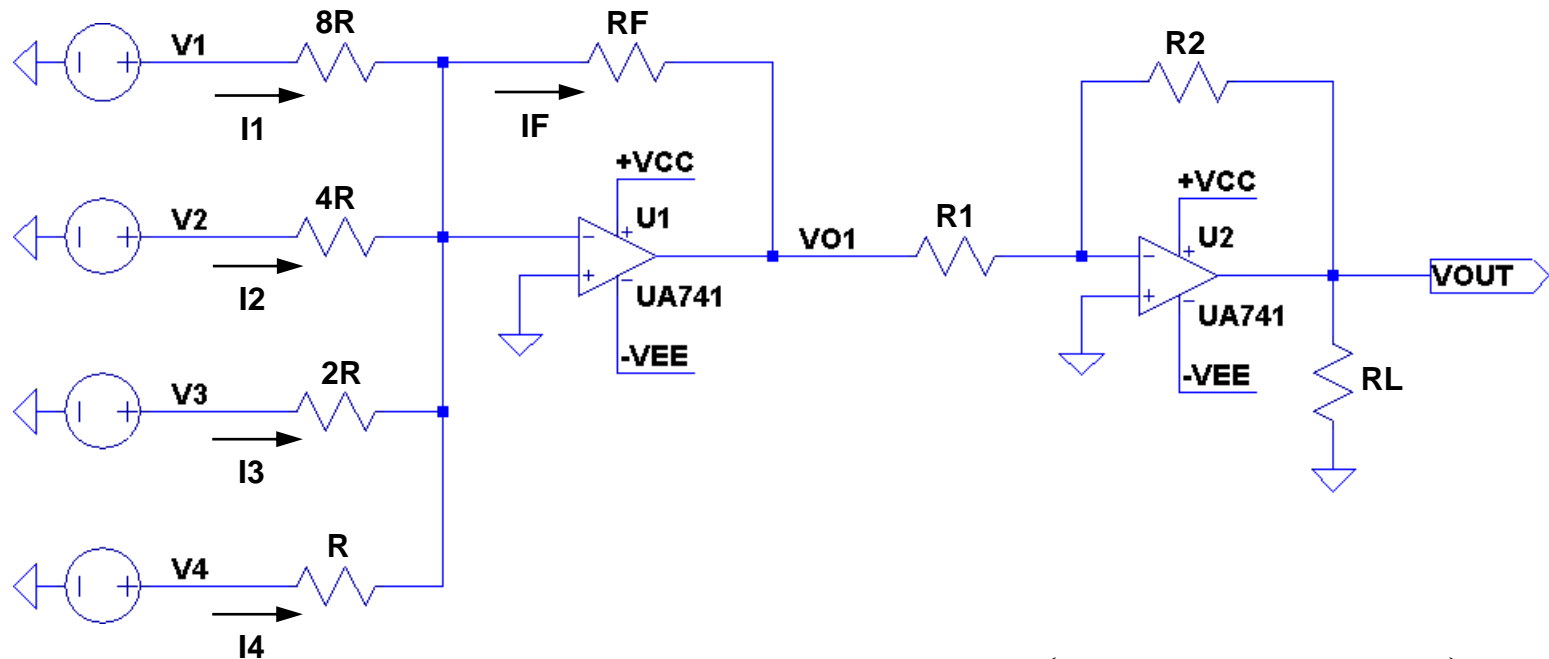 8R
RF
V1
I1
IF
R2
+VCC
4R
V2
U1
+
-
+
-
UA741
I2
-VEE
VO1
R1
+VCC
U2
+
-
+
-
UA741
-VEE
VOUT
RL
2R
V3
I3
R
V4
I4